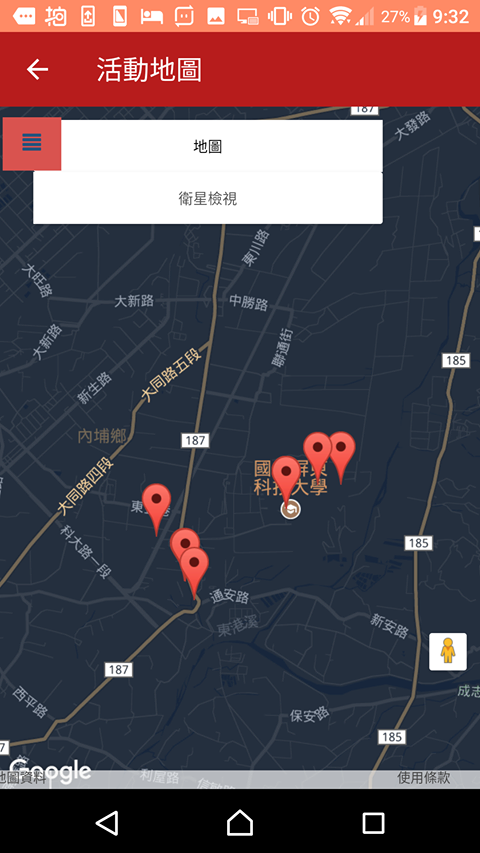 27% 9:32
活動地圖
187
地圖
大發路
衛星檢視
東川路
大旺路
大新路
中勝路
大新路
聯通街
185
大同路五段
新生路
內埔鄉
187
國
屏東
科技大學
大同路四段
東
科大路一段
185
通安路
東港溪
新安路
187
西平路
成志
保安路
185
Google
地圖資料
利屋路
使用條款